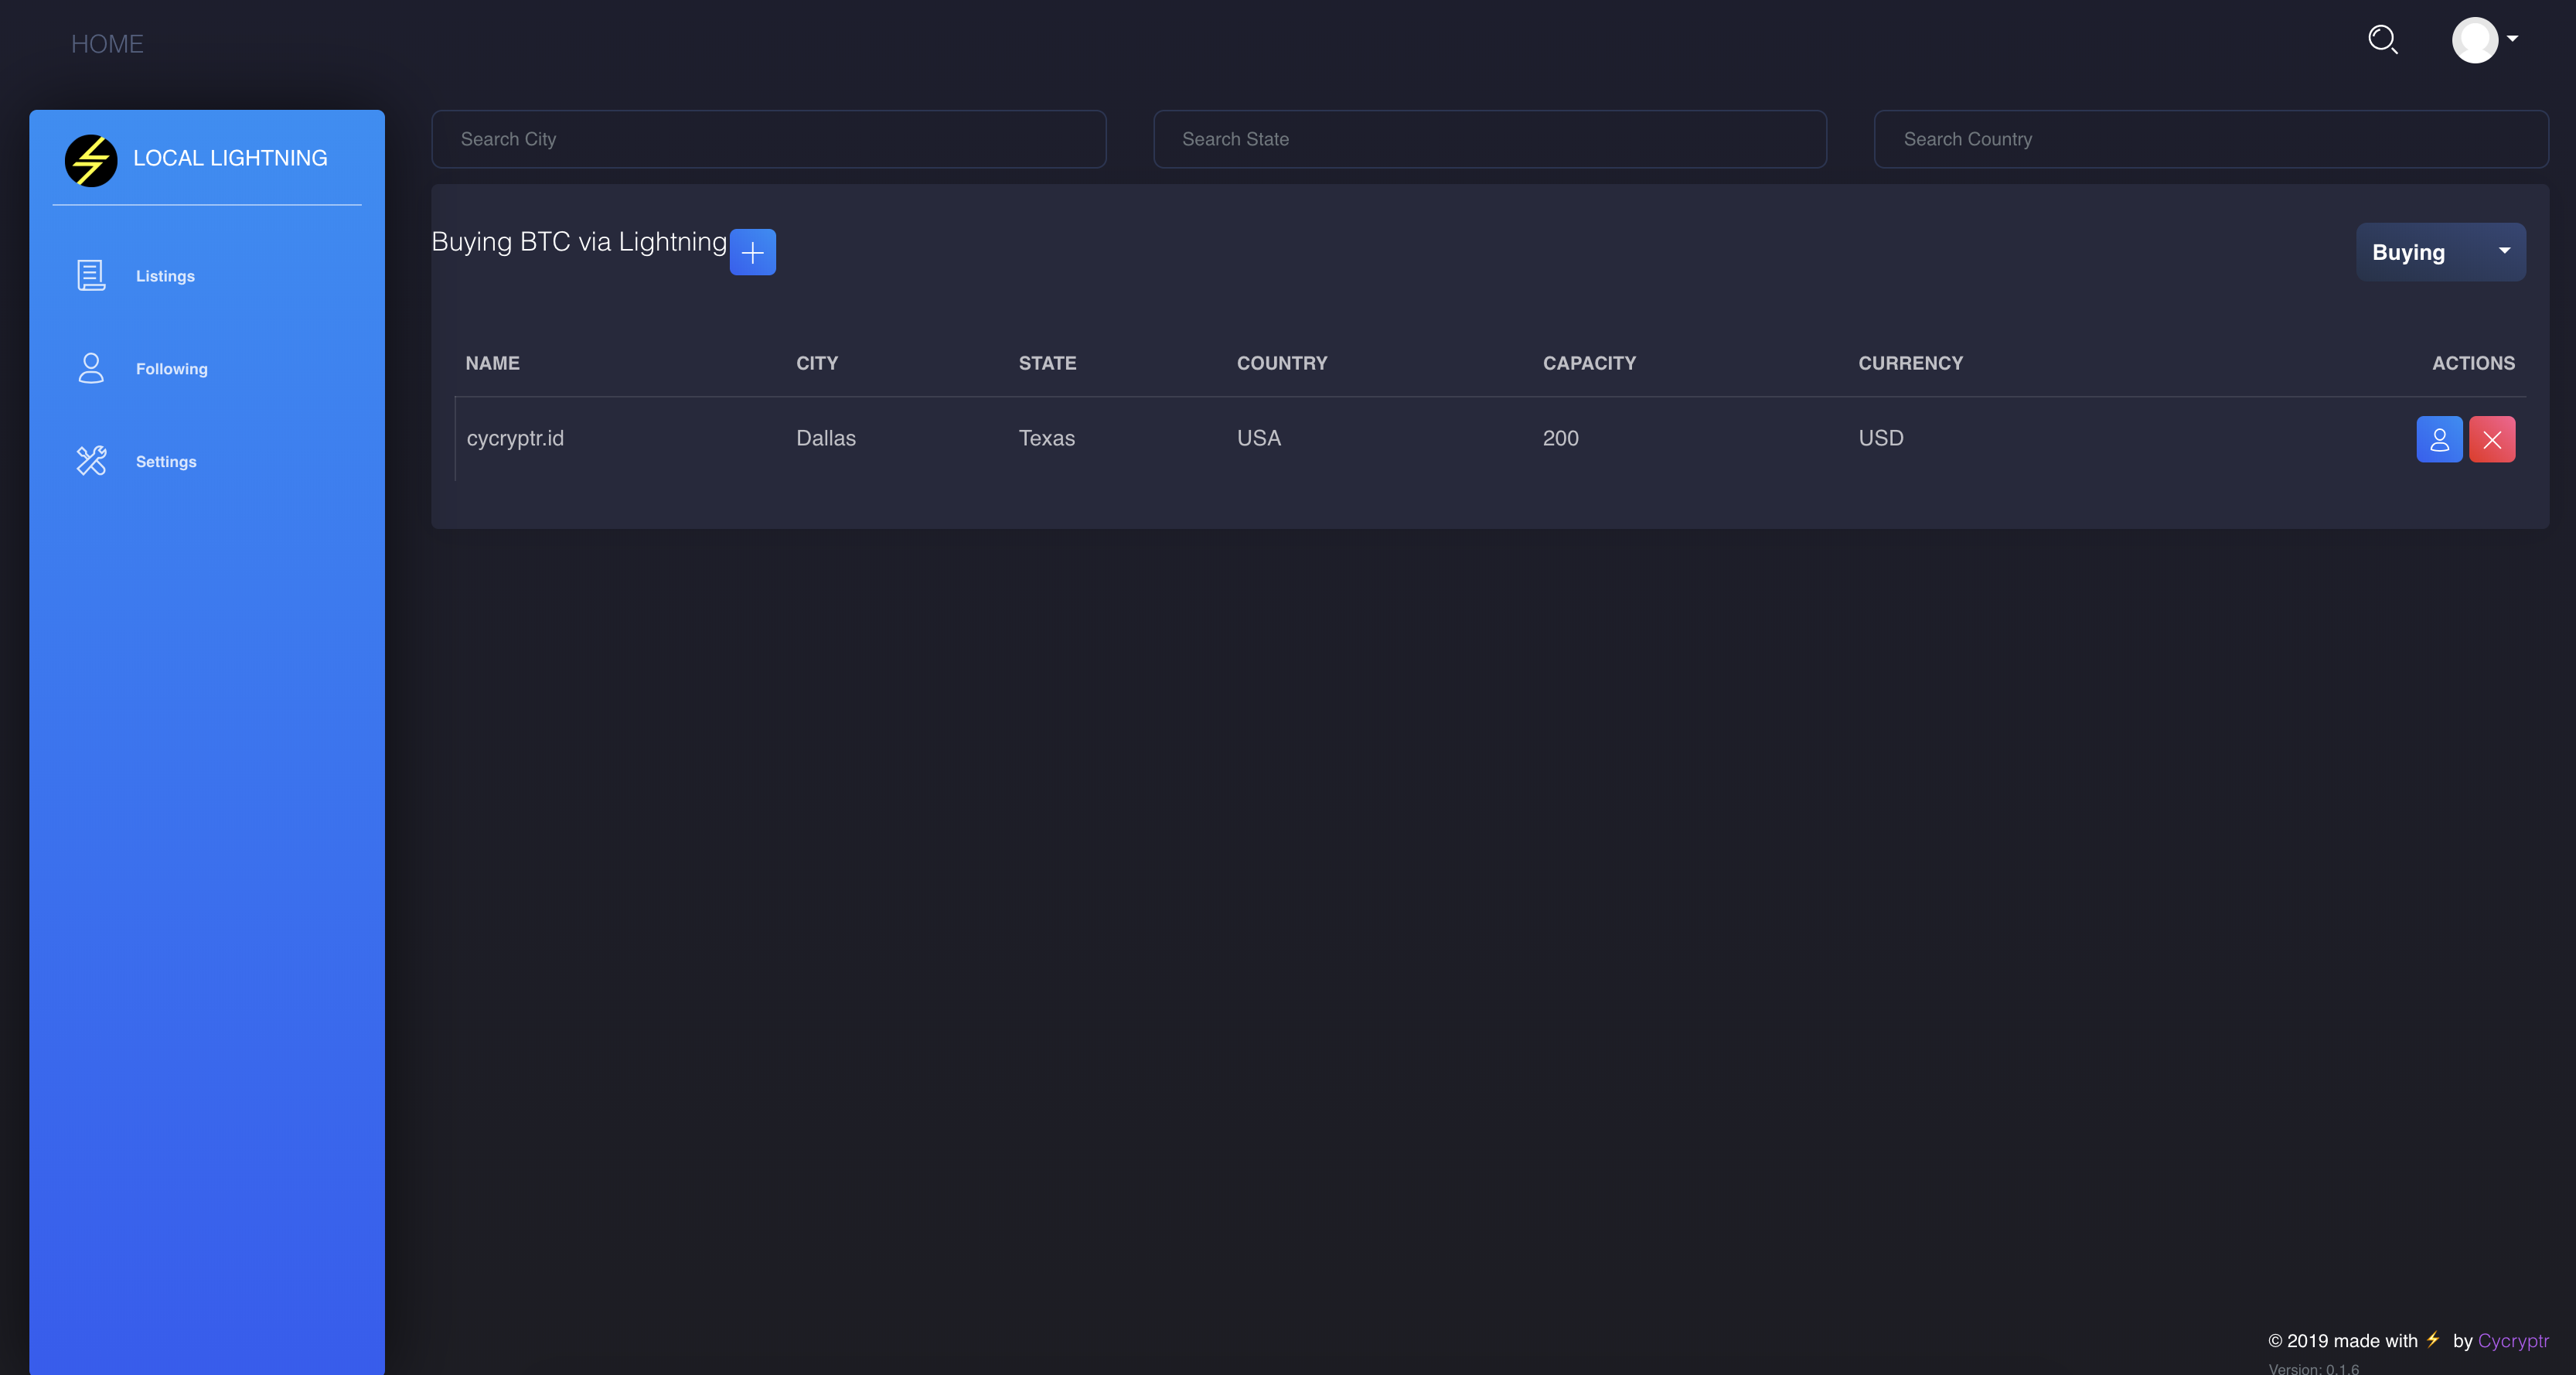 HOME
LOCAL LIGHTNING
Listings
Following
Settings
Search City
Search State
Search Country
Buying BTC via Lightning
Buying
NAME CITY STATE COUNTRY CAPACITY CURRENCY ACTIONS
cycryptr.id Dallas Texas USA 200 USD
© 2019 made with ⚡ by Cycryptr
Version: 0.1.6